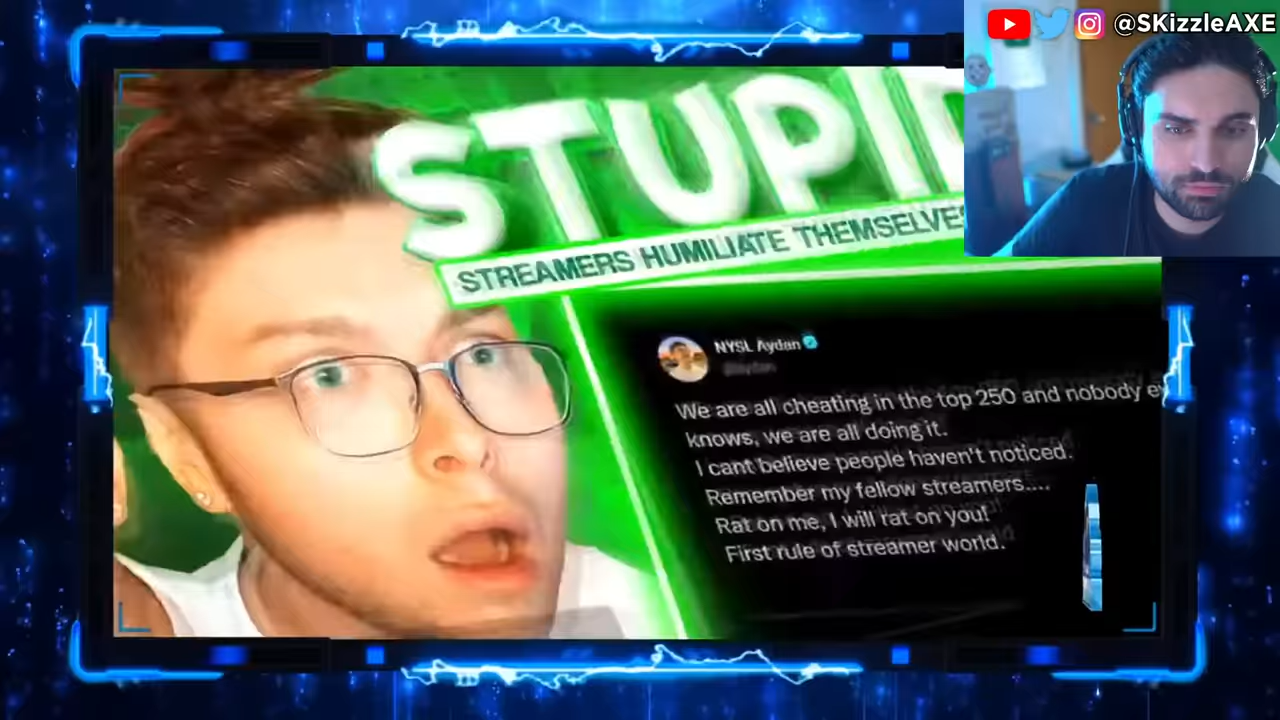 @SKizzleAXE
STUPID
STREAMERS HUMILIATE THEMSELVES
NYSL Aydan
We are all cheating in the top 250 and nobody ev
knows, we are all doing it.
I cant believe people haven't noticed.
Remember my fellow streamers....
Rat on me, I will rat on you!
First rule of streamer world.